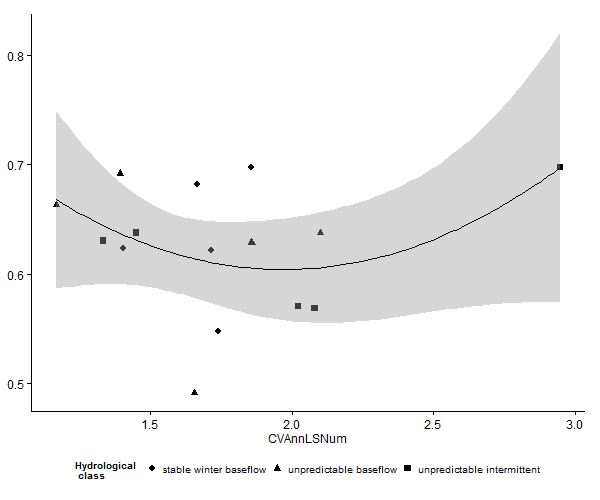 0.8
0.7
0.6
0.5
1.5 2.0 2.5 3.0
CVAnnLSNum
Hydrological class stable winter baseflow unpredictable baseflow unpredictable intermittent